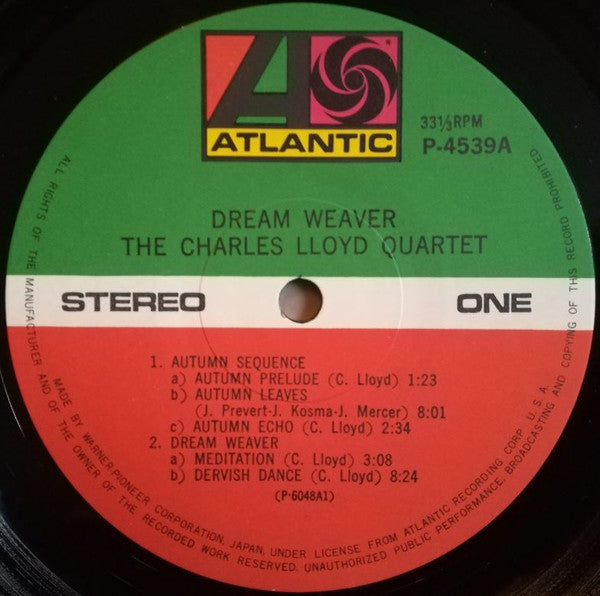 ATLANTIC
33⅓RPM
P-4539A
DREAM WEAVER
THE CHARLES LLOYD QUARTET
STEREO
ONE
1. AUTUMN SEQUENCE
a) AUTUMN PRELUDE (C. Lloyd) 1:23
b) AUTUMN LEAVES
(J. Prevert-J. Kosma-J. Mercer) 8:01
c) AUTUMN ECHO (C. Lloyd) 2:34
2. DREAM WEAVER
a) MEDITATION (C. Lloyd) 3:08
b) DERVISH DANCE (C. Lloyd) 8:24
(P-6048A1)
MADE BY WARNER-PIONEER CORPORATION, JAPAN, UNDER LICENSE FROM ATLANTIC RECORDING CORP. U.S.A.
ALL RIGHTS OF THE MANUFACTURER AND OF THE OWNER OF THE RECORDED WORK RESERVED. UNAUTHORIZED PUBLIC PERFORMANCE, BROADCASTING AND COPYING OF THIS RECORD PROHIBITED